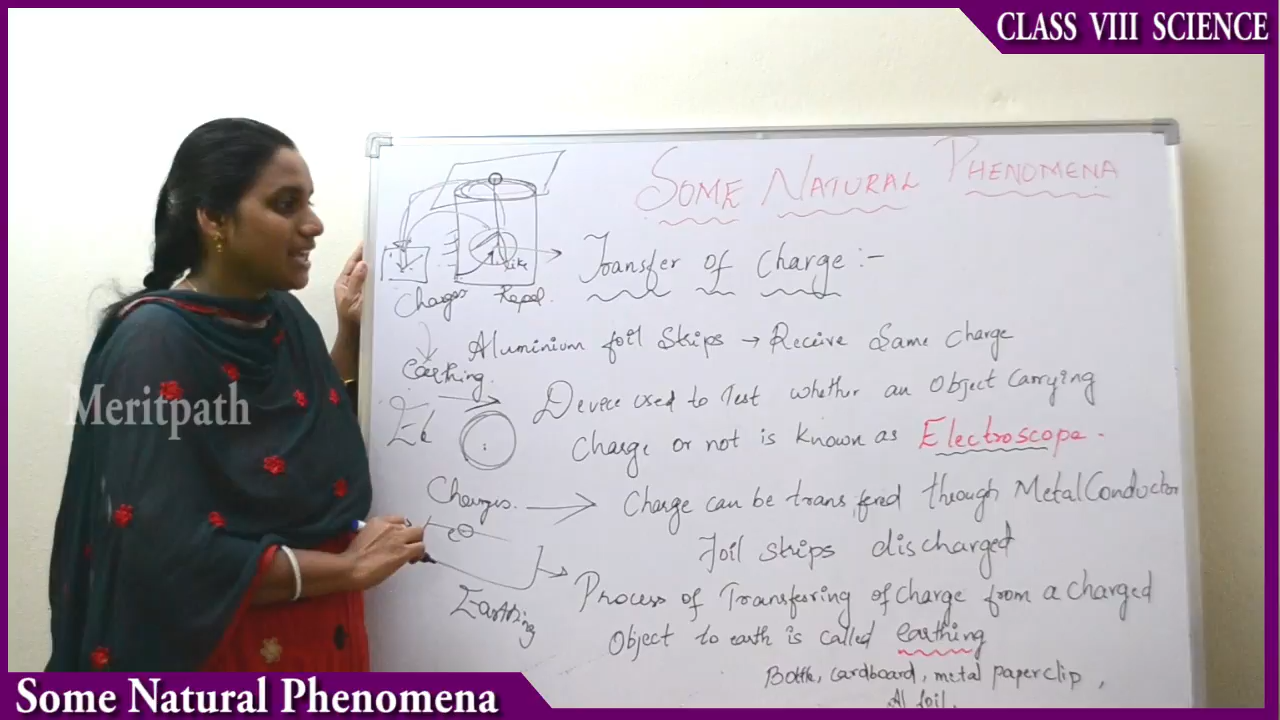 CLASS VIII SCIENCE
SOME NATURAL PHENOMENA
Transfer of Charge :-
like
Charges Repel.
Aluminium foil Strips → Receive Same Charge
earthing.
Device used to Test whether an Object Carrying
Charge or not is known as Electroscope.
Charges. → Charge can be transfered through Metal Conductor
Foil strips discharged
e
Earthing
Process of Transferring of charge from a charged
Object to earth is called earthing
Bottle, cardboard, metal paperclip,
Al foil.
Meritpath
Some Natural Phenomena